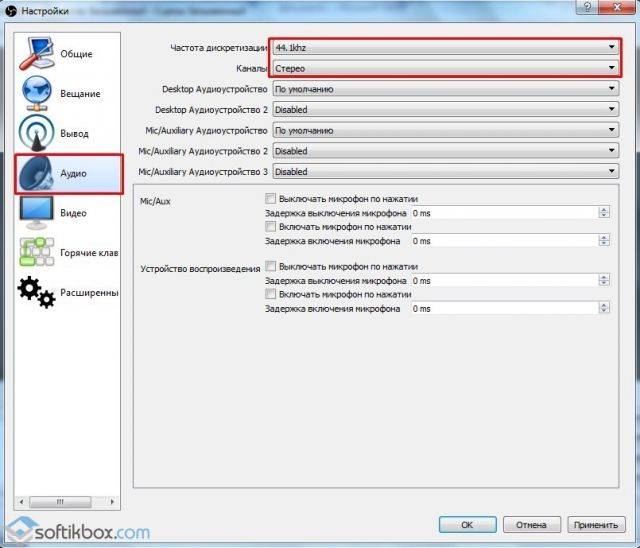 Настройки
Общие
Вещание
Вывод
Аудио
Видео
Горячие клав
Расширенны
Частота дискретизации 44.1khz
Каналы Стерео
Desktop Аудиоустройство По умолчанию
Desktop Аудиоустройство 2 Disabled
Mic/Auxiliary Аудиоустройство По умолчанию
Mic/Auxiliary Аудиоустройство 2 Disabled
Mic/Auxiliary Аудиоустройство 3 Disabled
Mic/Aux Выключать микрофон по нажатии
Задержка выключения микрофона 0 ms
Включать микрофон по нажатии
Задержка включения микрофона 0 ms
Устройство воспроизведения Выключать микрофон по нажатии
Задержка выключения микрофона 0 ms
Включать микрофон по нажатии
Задержка включения микрофона 0 ms
OK Отмена Применить
softikbox.com